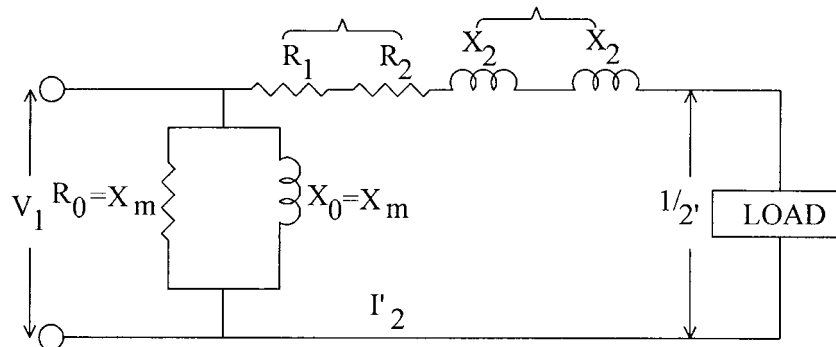 R₁ R₂ X₂ X₂
V₁ R₀=Xₘ X₀=Xₘ 1/2' LOAD
I'₂